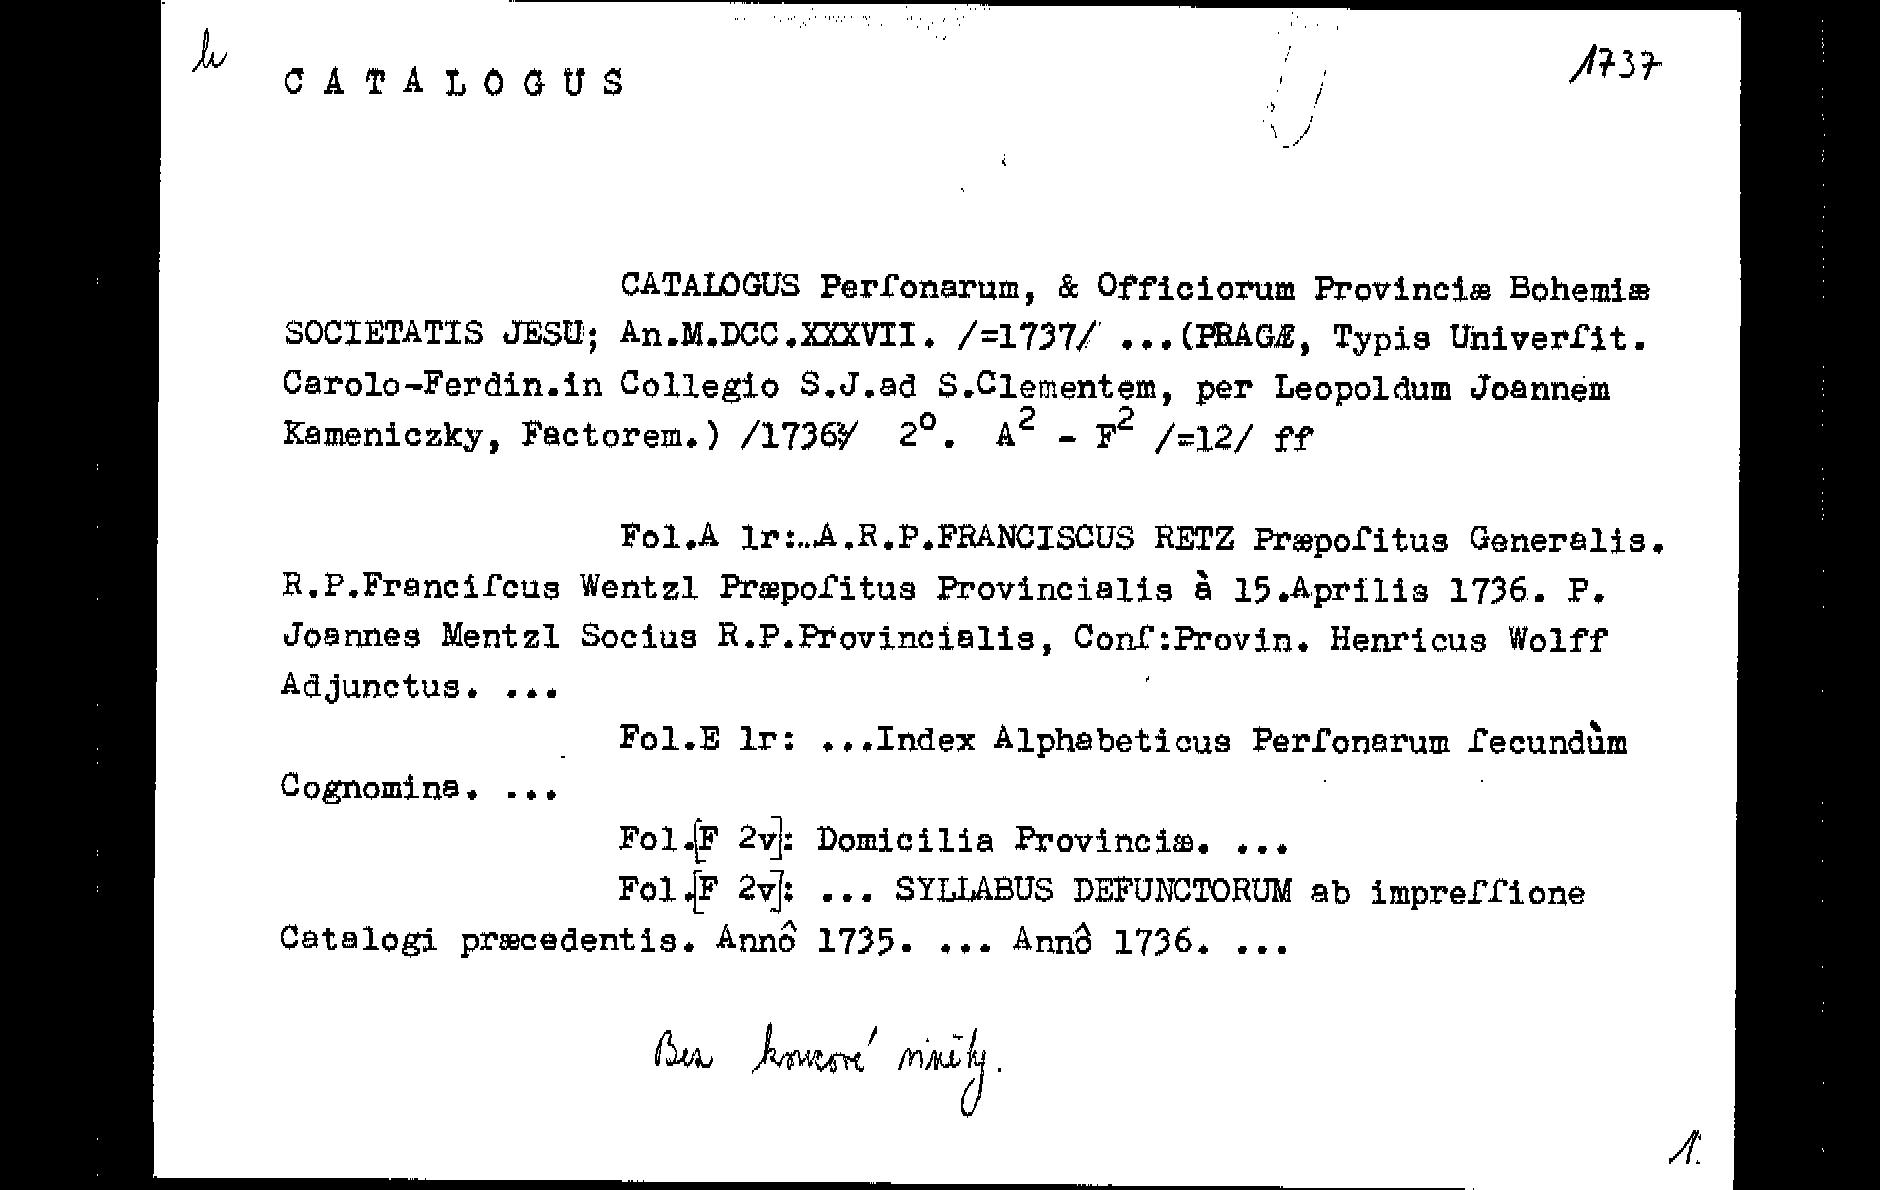 h 1737
C A T A L O G U S
CATALOGUS Perſonarum, & Officiorum Provinciæ Bohemiæ
SOCIETATIS JESU; An.M.DCC.XXXVII. /=1737/ ...(PRAGÆ, Typis Univerſit.
Carolo-Ferdin.in Collegio S.J.ad S.Clementem, per Leopoldum Joannem
Kameniczky, Factorem.) /1736/ 2°. A² - F² /=12/ ff
Fol.A 1r:...A.R.P.FRANCISCUS RETZ Præpoſitus Generalis.
R.P.Franciſcus Wentzl Præpoſitus Provincialis à 15.Aprilis 1736. P.
Joannes Mentzl Socius R.P.Provincialis, Conſ:Provin. Henricus Wolff
Adjunctus. ...
Fol.E 1r: ...Index Alphabeticus Perſonarum ſecundùm
Cognomina. ...
Fol.[F 2v]: Domicilia Provinciæ. ...
Fol.[F 2v]: ... SYLLABUS DEFUNCTORUM ab impreſſione
Catalogi præcedentis. Annô 1735. ... Annô 1736. ...
Bez koncové viněty.
1.